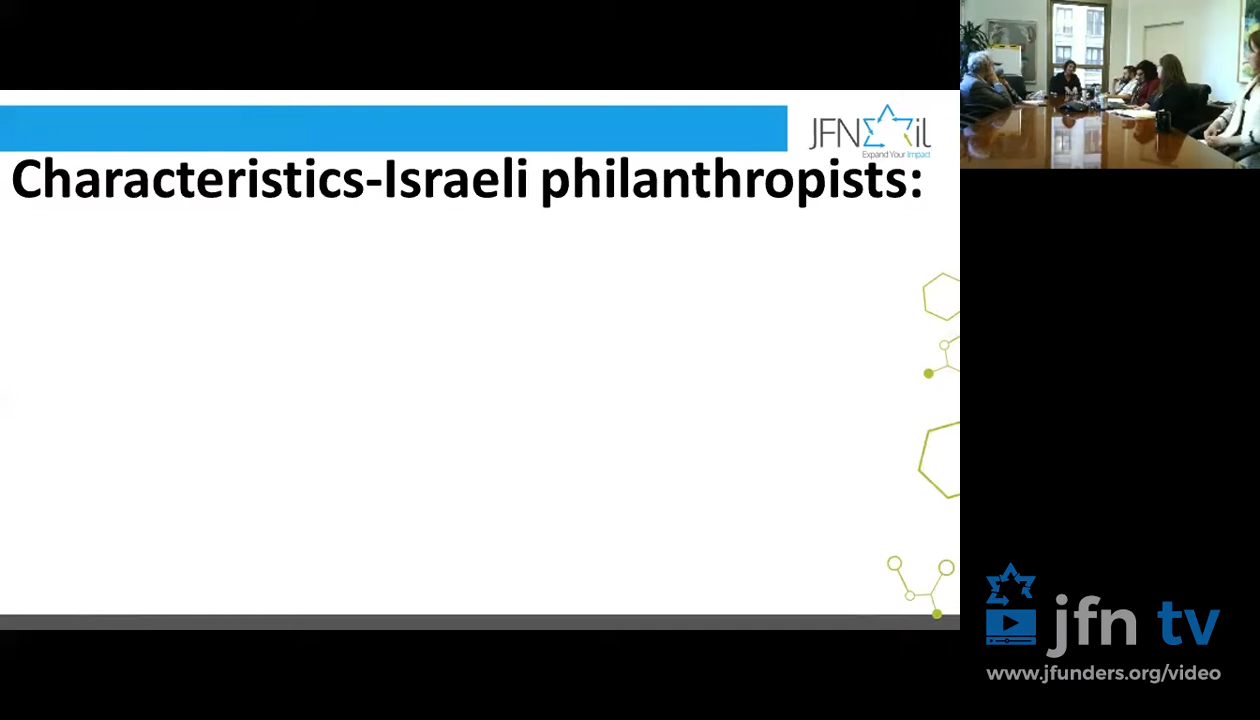 JFN il
Expand Your Impact
Characteristics-Israeli philanthropists:
jfn tv
www.jfunders.org/video